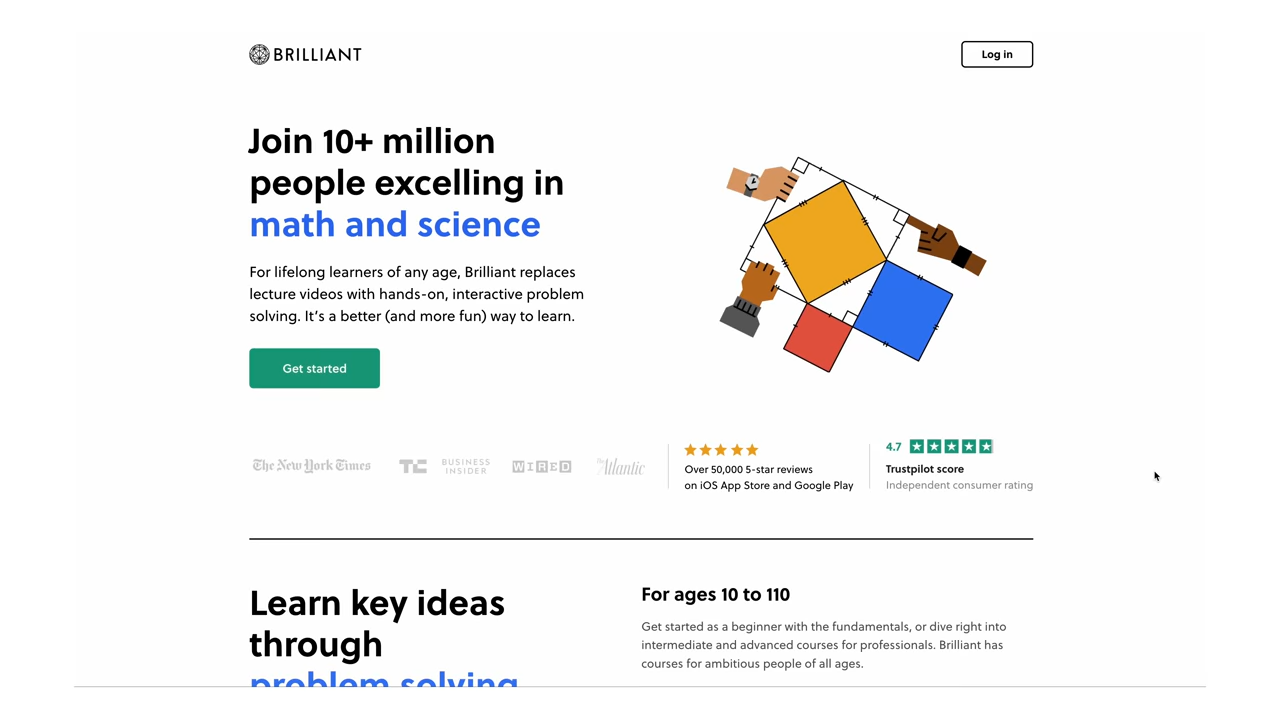 BRILLIANT
Log in
Join 10+ million
people excelling in
math and science
For lifelong learners of any age, Brilliant replaces
lecture videos with hands-on, interactive problem
solving. It's a better (and more fun) way to learn.
Get started
The New York Times
TC
BUSINESS
INSIDER
WIRED
The
Atlantic
Over 50,000 5-star reviews
on iOS App Store and Google Play
4.7
Trustpilot score
Independent consumer rating
Learn key ideas
through
problem solving
For ages 10 to 110
Get started as a beginner with the fundamentals, or dive right into
intermediate and advanced courses for professionals. Brilliant has
courses for ambitious people of all ages.